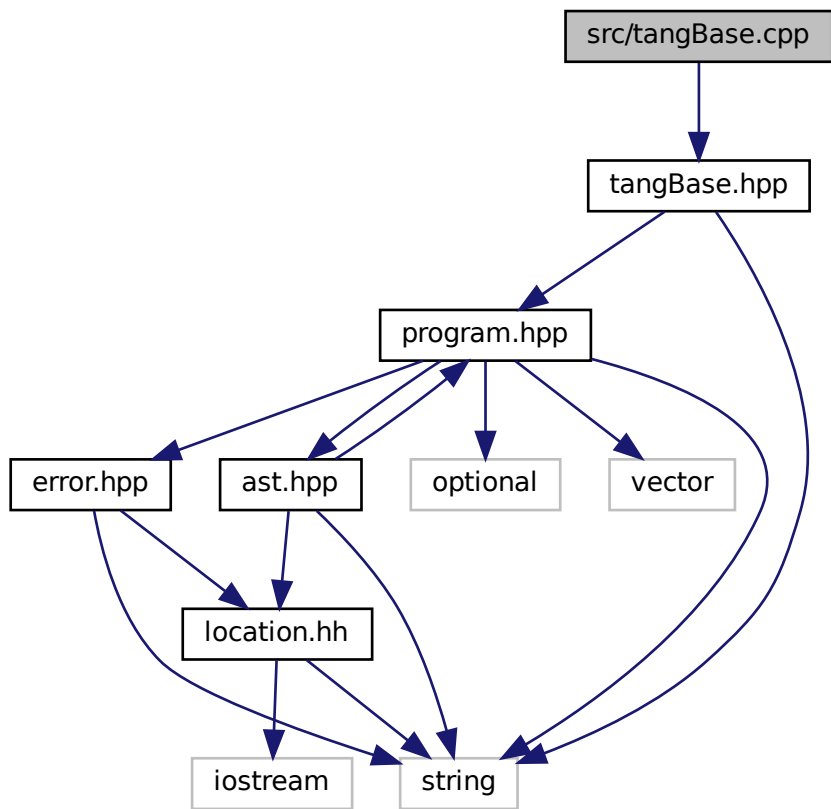 src/tangBase.cpp
tangBase.hpp
program.hpp
error.hpp
ast.hpp
optional
vector
location.hh
iostream
string